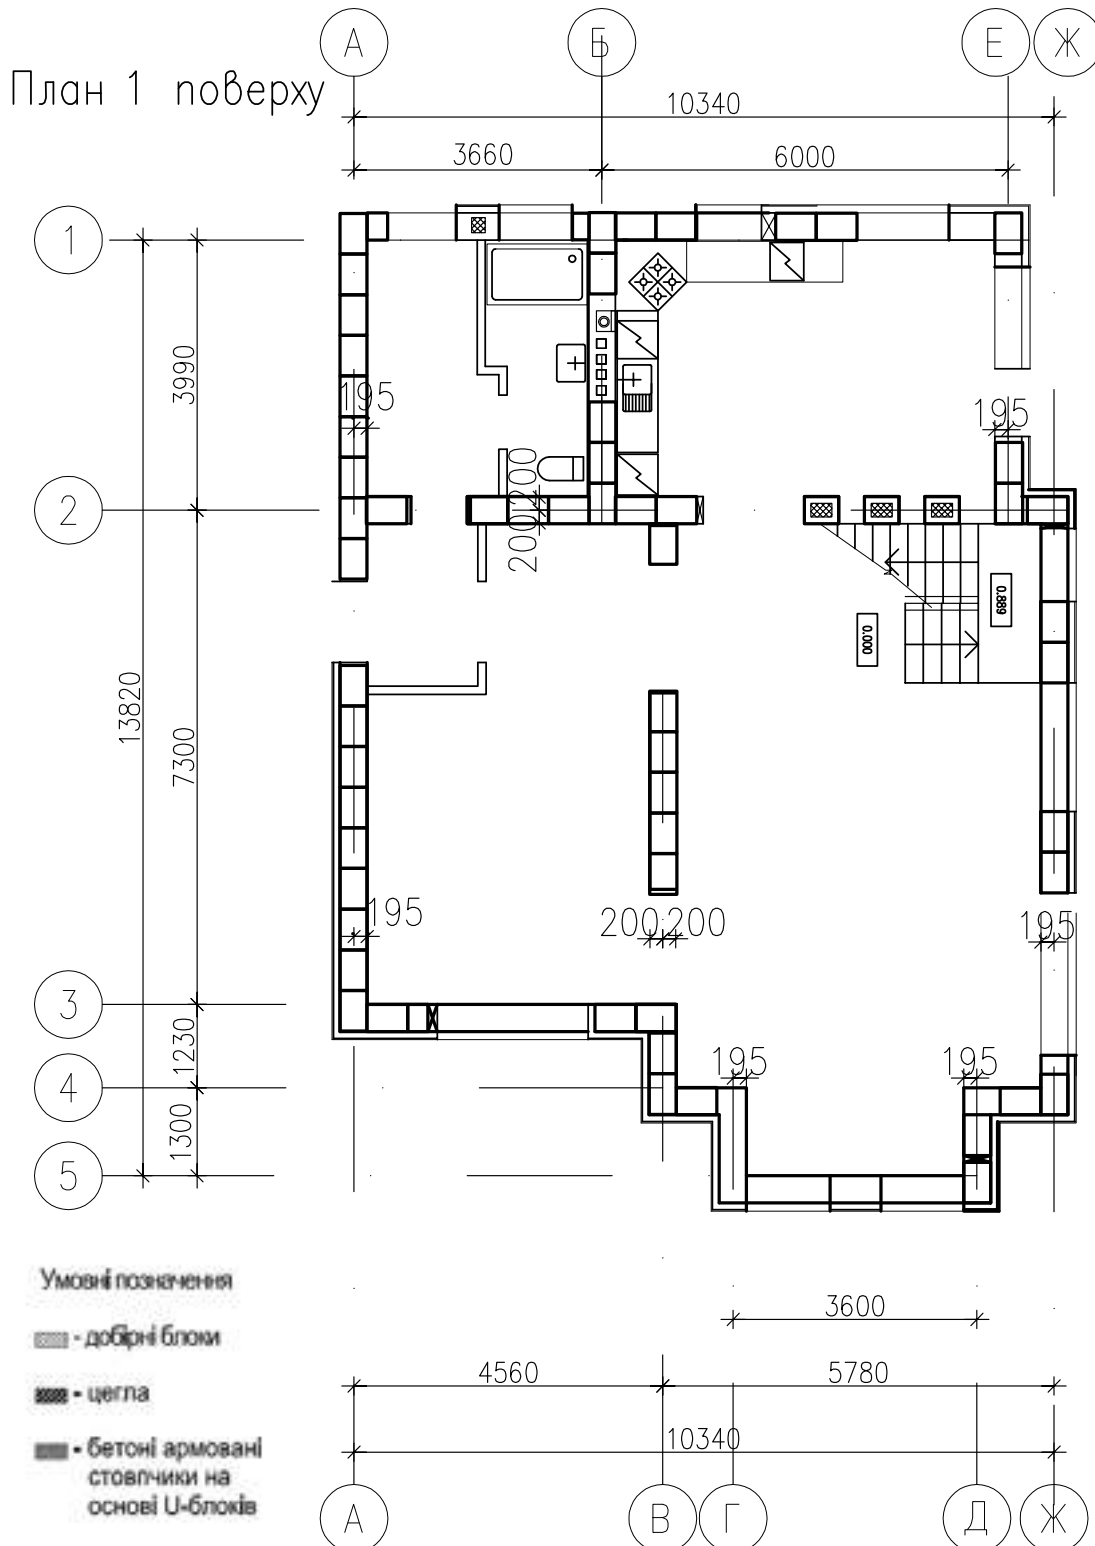 А Б Е Ж
План 1 поверху
10340
3660 6000
1
3990
195
195
2
200 200
0.889
0.000
13820
7300
195
200 200
195
3
1230
195
195
4
1300
5
Умовні позначення
- добірні блоки
3600
4560 5780
- цегла
10340
- бетоні армовані
стовпчики на
основі U-блоків
А В Г Д Ж